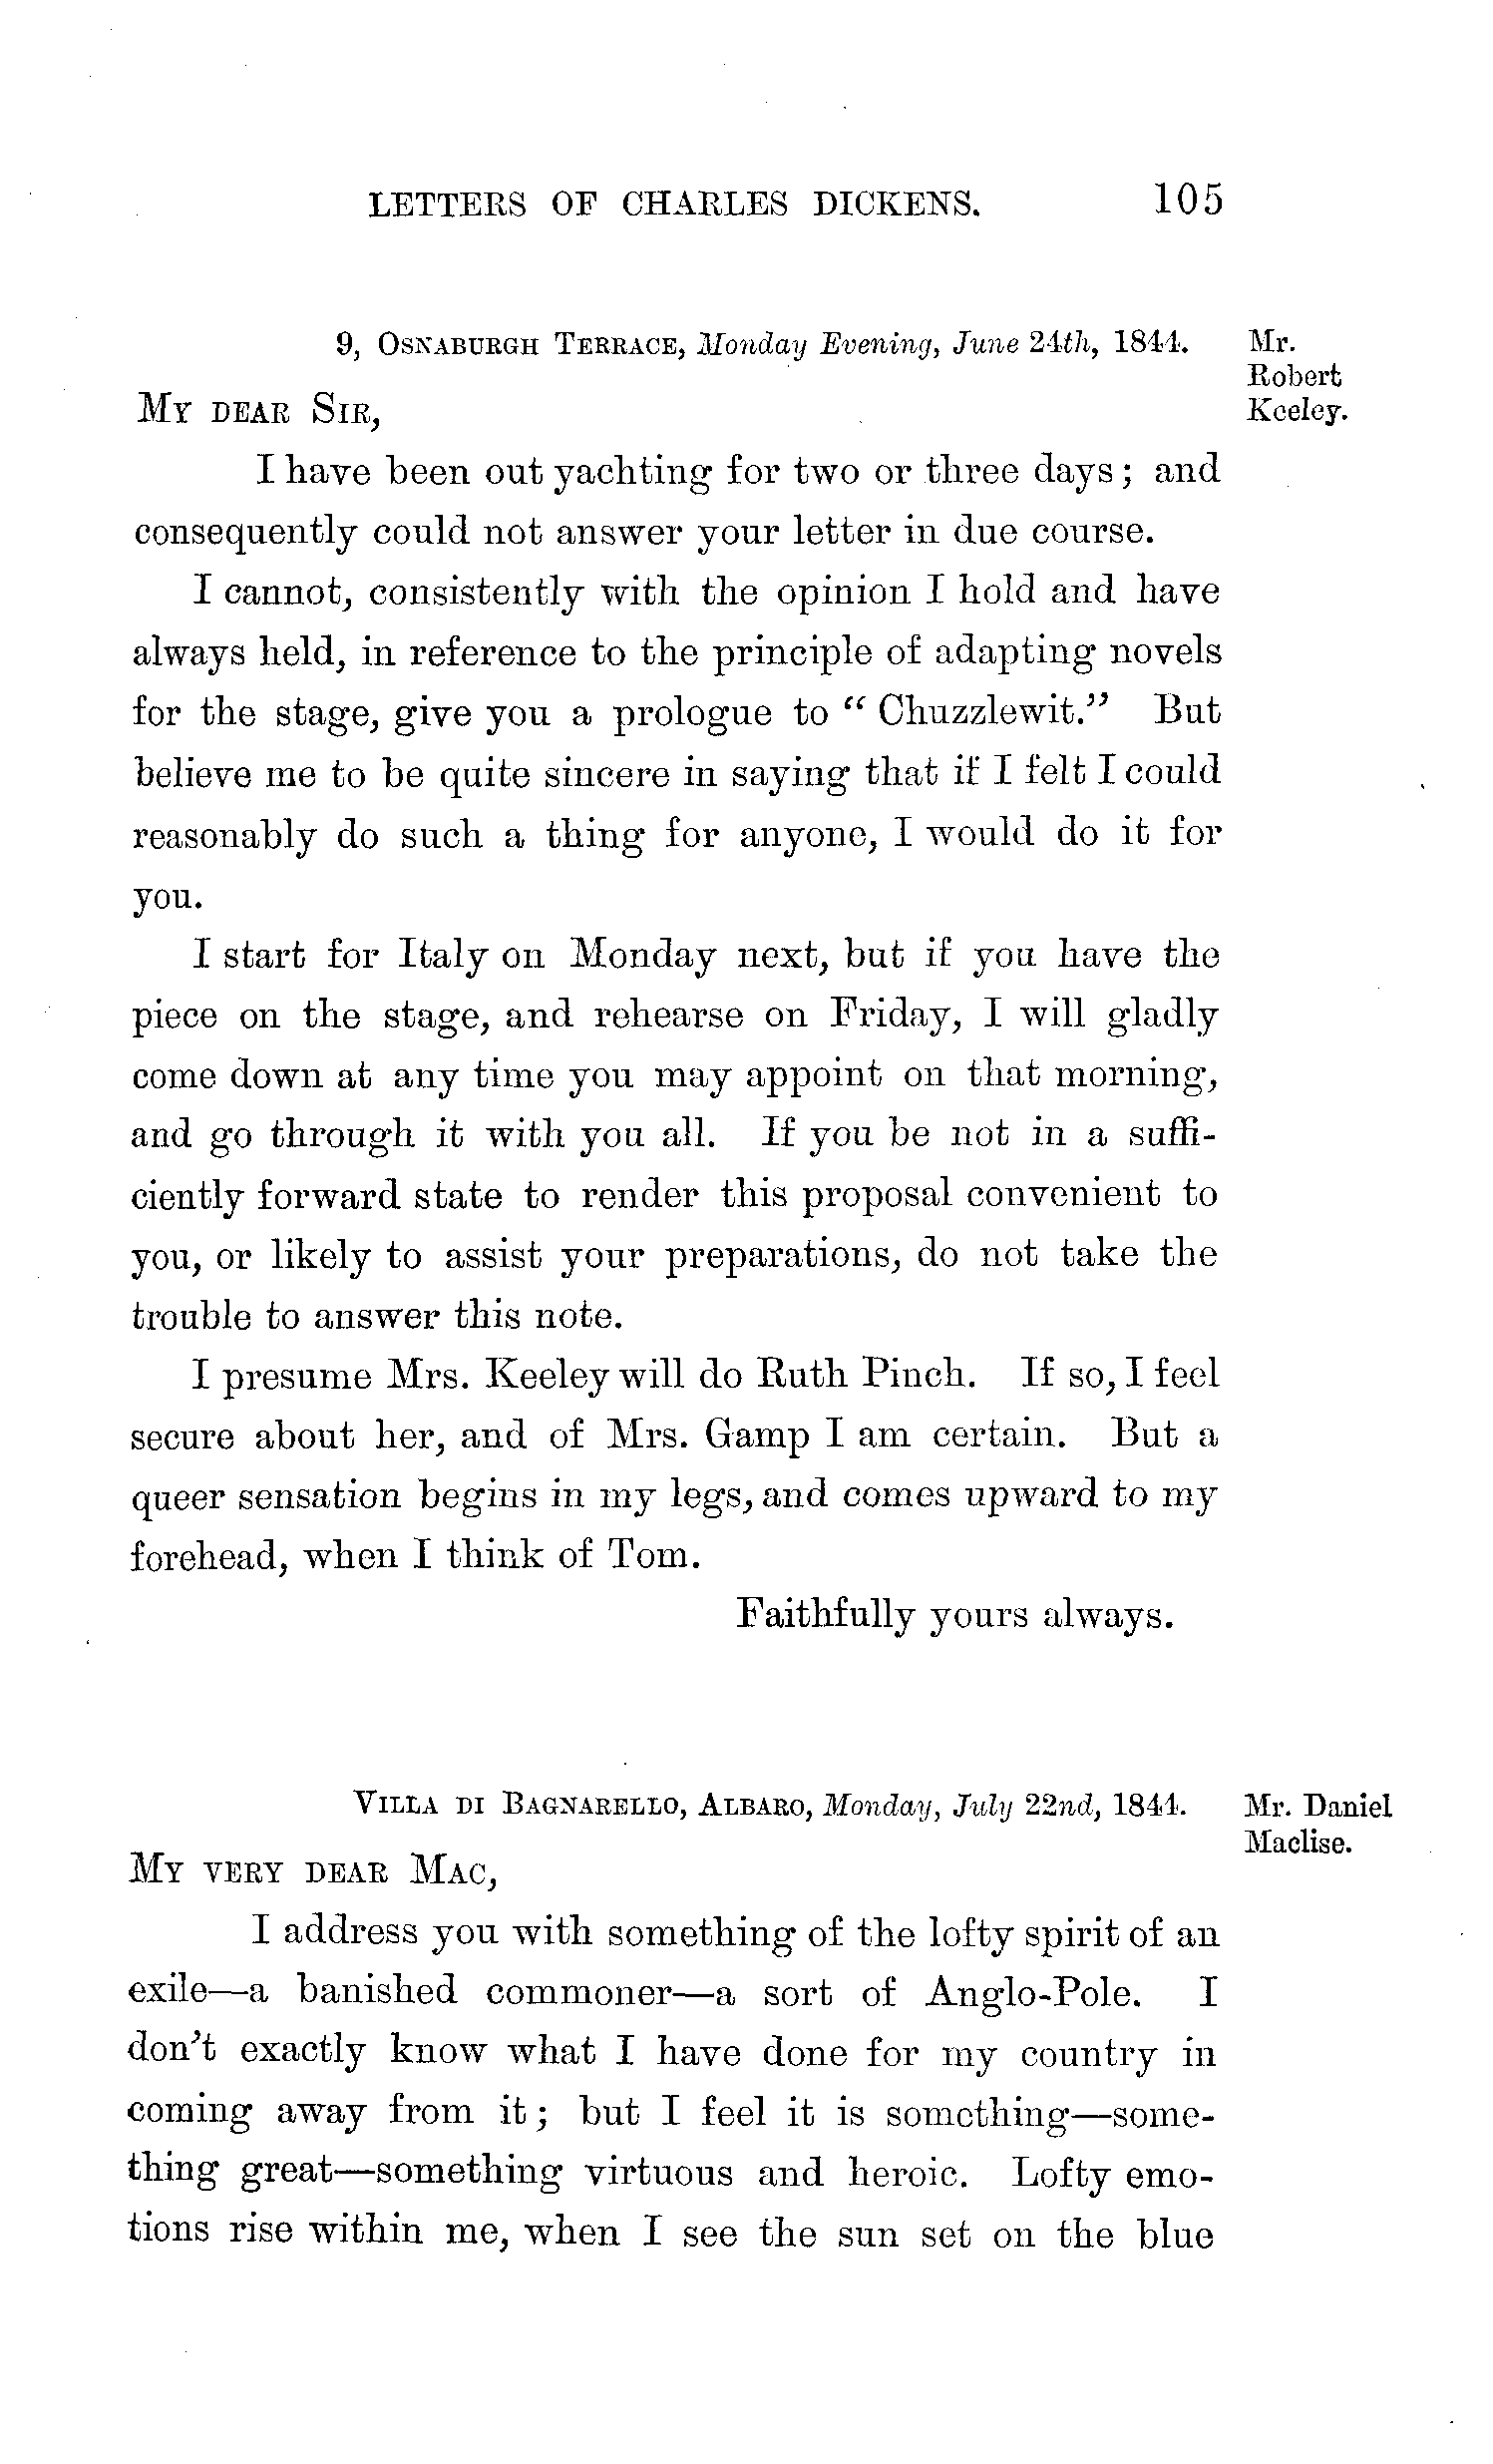 LETTERS OF CHARLES DICKENS. 105
9, Osnaburgh Terrace, Monday Evening, June 24th, 1844.
Mr.
Robert
Keeley.
My dear Sir,
I have been out yachting for two or three days; and
consequently could not answer your letter in due course.
I cannot, consistently with the opinion I hold and have
always held, in reference to the principle of adapting novels
for the stage, give you a prologue to “Chuzzlewit.” But
believe me to be quite sincere in saying that if I felt I could
reasonably do such a thing for anyone, I would do it for
you.
I start for Italy on Monday next, but if you have the
piece on the stage, and rehearse on Friday, I will gladly
come down at any time you may appoint on that morning,
and go through it with you all. If you be not in a suffi-
ciently forward state to render this proposal convenient to
you, or likely to assist your preparations, do not take the
trouble to answer this note.
I presume Mrs. Keeley will do Ruth Pinch. If so, I feel
secure about her, and of Mrs. Gamp I am certain. But a
queer sensation begins in my legs, and comes upward to my
forehead, when I think of Tom.
Faithfully yours always.
Villa di Bagnarello, Albaro, Monday, July 22nd, 1844.
Mr. Daniel
Maclise.
My very dear Mac,
I address you with something of the lofty spirit of an
exile—a banished commoner—a sort of Anglo-Pole. I
don’t exactly know what I have done for my country in
coming away from it; but I feel it is something—some-
thing great—something virtuous and heroic. Lofty emo-
tions rise within me, when I see the sun set on the blue